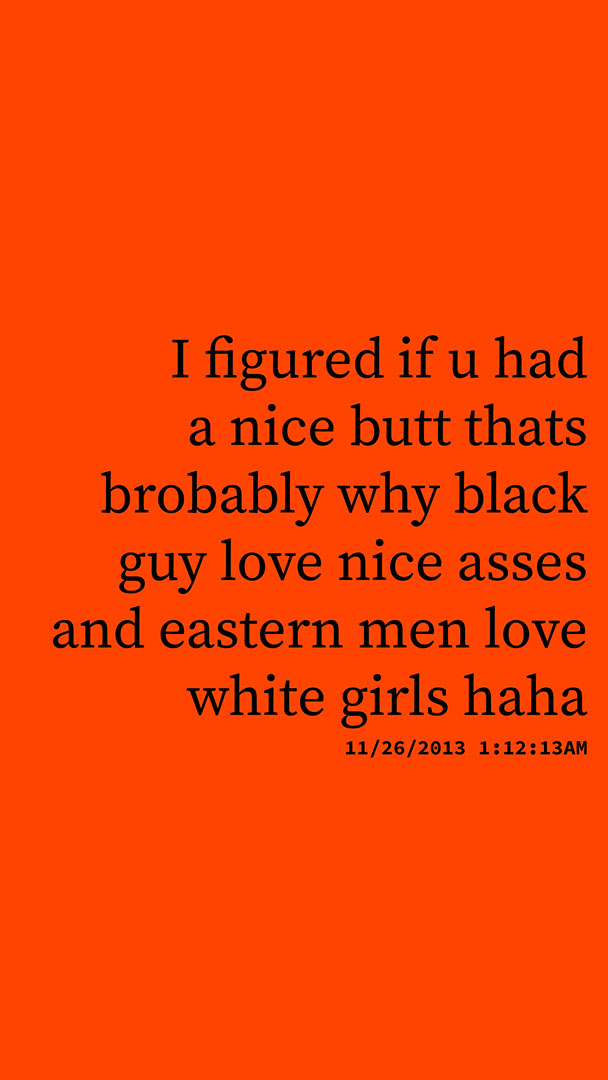 I figured if u had
a nice butt thats
brobably why black
guy love nice asses
and eastern men love
white girls haha
11/26/2013 1:12:13AM